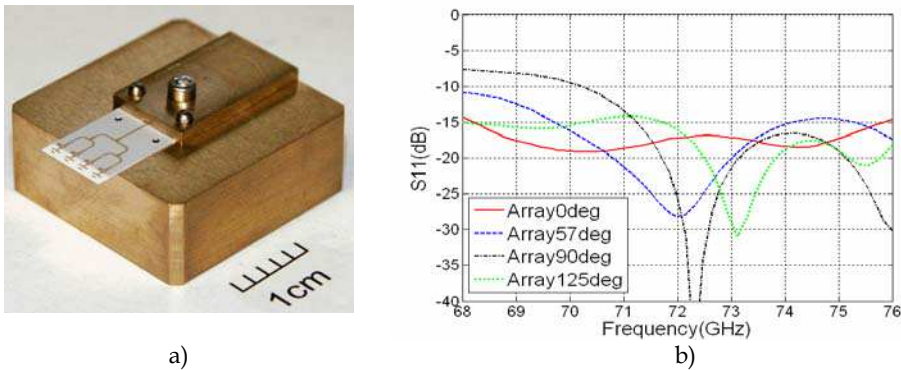 1cm
a)
0
-5
-10
-15
-20
-25
-30
-35
-40
S11(dB)
Array0deg
Array57deg
Array90deg
Array125deg
68 69 70 71 72 73 74 75 76
Frequency(GHz)
b)